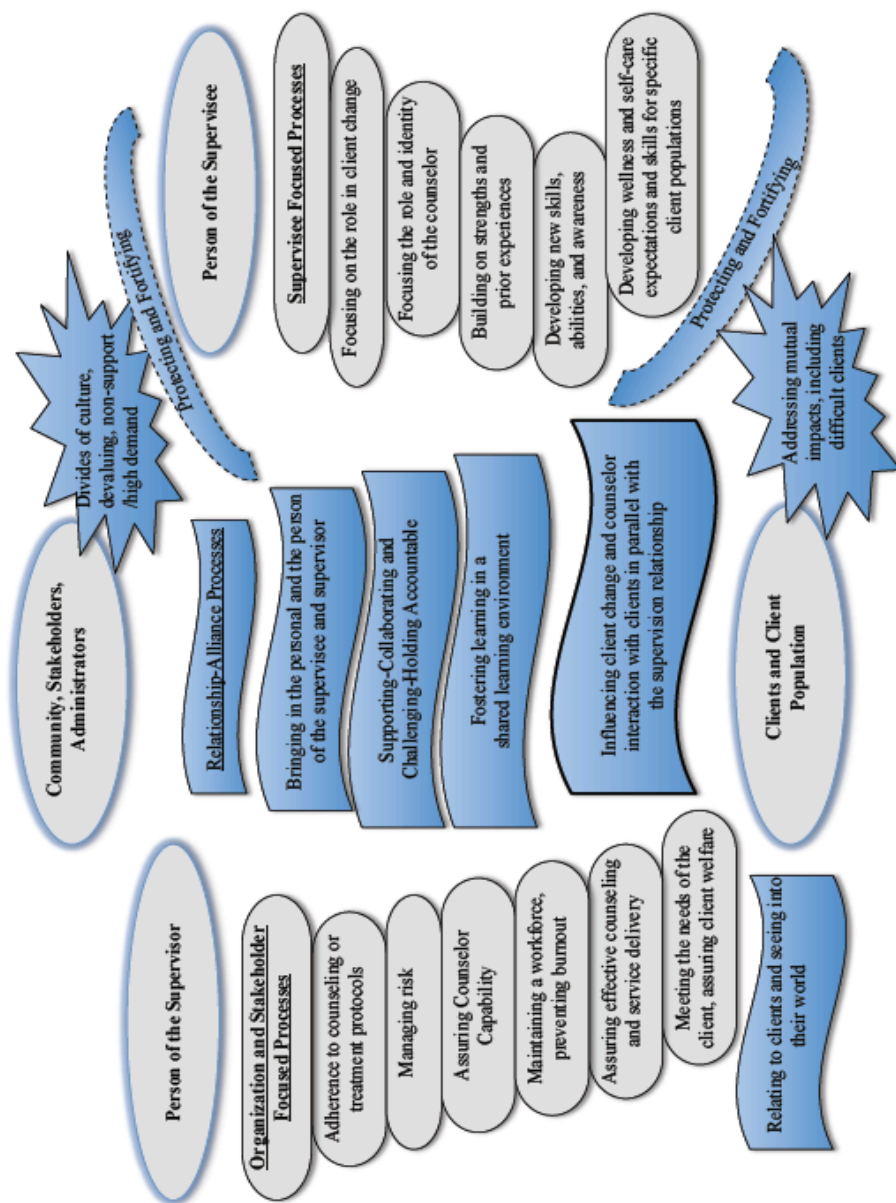 Person of the Supervisor
Organization and Stakeholder
Focused Processes
Adherence to counseling or
treatment protocols
Managing risk
Assuring Counselor
Capability
Maintaining a workforce,
preventing burnout
Assuring effective counseling
and service delivery
Meeting the needs of the
client, assuring client welfare
Relating to clients and seeing into
their world
Community, Stakeholders,
Administrators
Divides of culture,
devaluing, non-support
/high demand
Relationship-Alliance Processes
Bringing in the personal and the person
of the supervisee and supervisor
Supporting-Collaborating and
Challenging-Holding Accountable
Fostering learning in a
shared learning environment
Influencing client change and counselor
interaction with clients in parallel with
the supervision relationship
Clients and Client
Population
Addressing mutual
impacts, including
difficult clients
Protecting and Fortifying
Person of the Supervisee
Supervisee Focused Processes
Focusing on the role in client change
Focusing the role and identity
of the counselor
Building on strengths and
prior experiences
Developing new skills,
abilities, and awareness
Developing wellness and self-care
expectations and skills for specific
client populations
Protecting and Fortifying